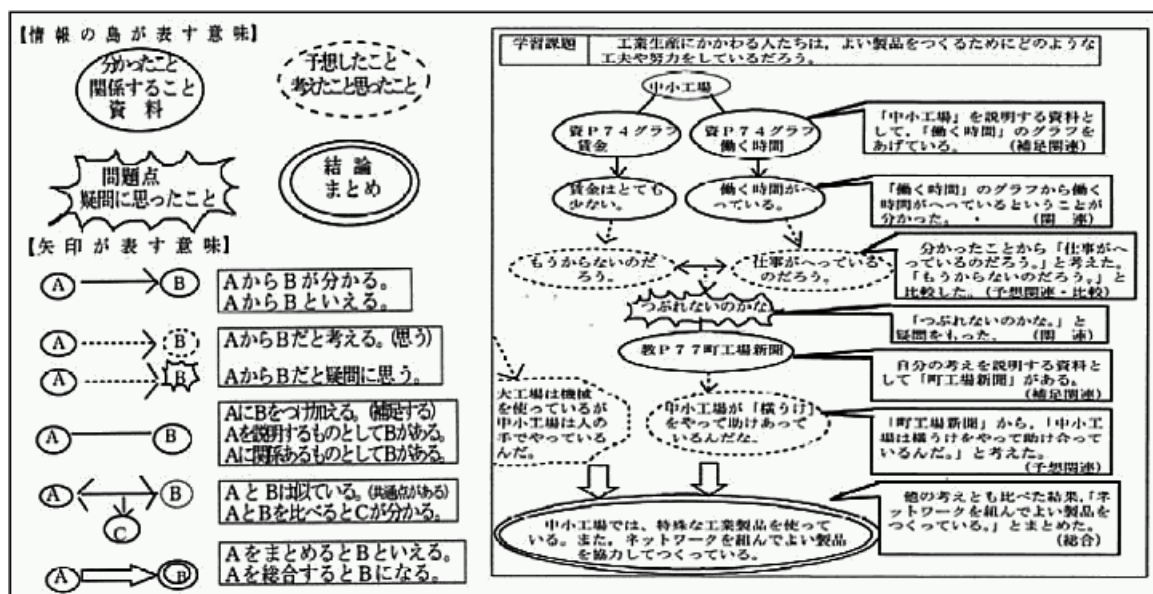 【情報の島が表す意味】
分かったこと
関係すること
資料
予想したこと
考えたこと思ったこと
問題点
疑問に思ったこと
結論
まとめ
【矢印が表す意味】
A B
AからBが分かる。
AからBといえる。
A B
AからBだと考える。(思う)
A B
AからBだと疑問に思う。
A B
AにBをつけ加える。(補足する)
Aを説明するものとしてBがある。
Aに関係あるものとしてBがある。
A B
C
AとBは似ている。(共通点がある)
AとBを比べるとCが分かる。
A B
AをまとめるとBといえる。
Aを総合するとBになる。
学習課題
工業生産にかかわる人たちは，よい製品をつくるためにどのような
工夫や努力をしているだろう。
中小工場
資P74グラフ
賃金
資P74グラフ
働く時間
「中小工場」を説明する資料
として，「働く時間」のグラフを
あげている。 (補足関連)
賃金はとても
少ない。
働く時間がへ
っている。
「働く時間」のグラフから働く
時間がへっているということが
分かった。 (関連)
もうからないのだ
ろう。
仕事がへっている
のだろう。
分かったことから「仕事がへ
っているのだろう。」と考えた。
「もうからないのだろう。」と
比較した。(予想関連・比較)
つぶれないのかな。
「つぶれないのかな。」と
疑問をもった。 (関連)
教P77町工場新聞
自分の考えを説明する資料と
して「町工場新聞」がある。
(補足関連)
大工場は機械
を使っているが
中小工場は人の
手でやっている
んだ。
中小工場が「横うけ」
をやって助けあって
いるんだな。
「町工場新聞」から，「中小工
場は横うけをやって助け合って
いるんだ。」と考えた。
(予想関連)
中小工場では、特殊な工業製品を使って
いる。また，ネットワークを組んでよい製品
を協力してつくっている。
他の考えとも比べた結果，「ネ
ットワークを組んでよい製品を
つくっている。」とまとめた。
(総合)